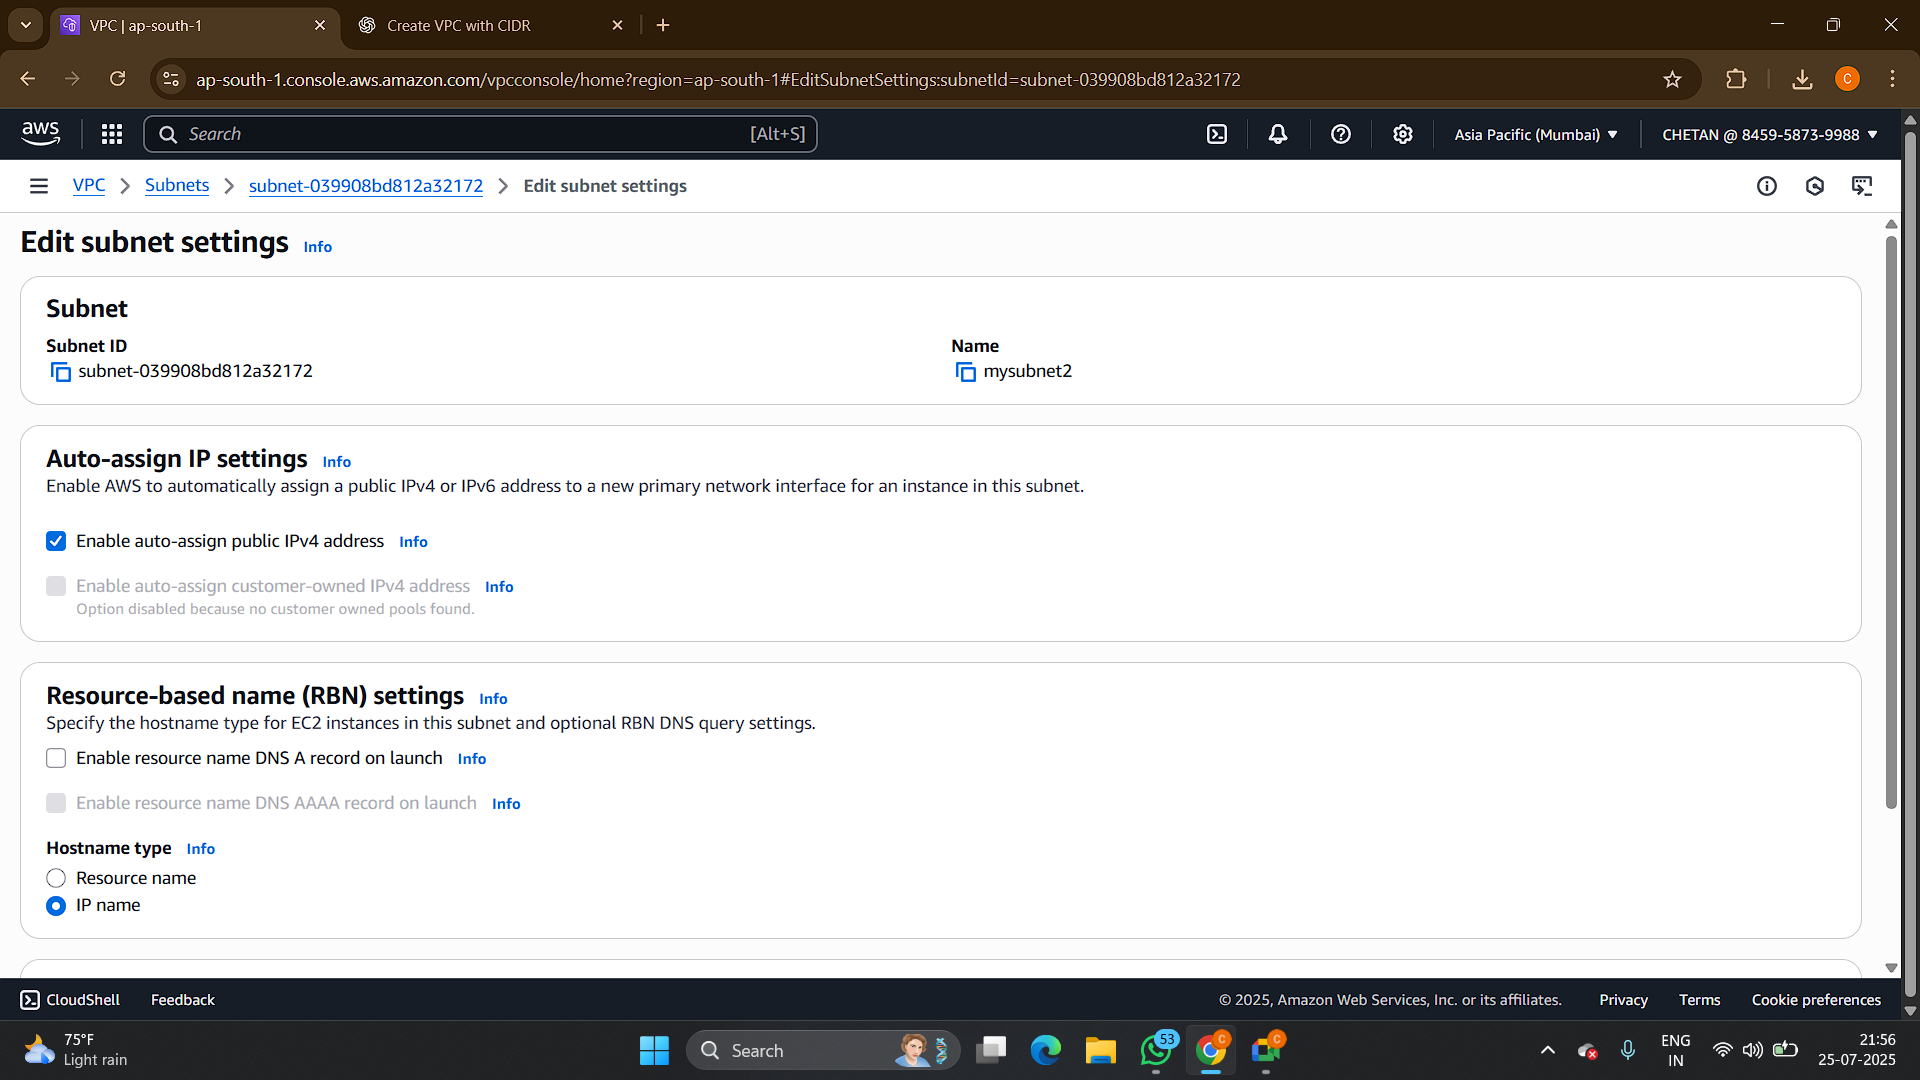 VPC | ap-south-1
Create VPC with CIDR
ap-south-1.console.aws.amazon.com/vpcconsole/home?region=ap-south-1#EditSubnetSettings:subnetId=subnet-039908bd812a32172
C
aws
Search
[Alt+S]
Asia Pacific (Mumbai)
CHETAN @ 8459-5873-9988
VPC
Subnets
subnet-039908bd812a32172
Edit subnet settings
Edit subnet settings Info
Subnet
Subnet ID
subnet-039908bd812a32172
Name
mysubnet2
Auto-assign IP settings Info
Enable AWS to automatically assign a public IPv4 or IPv6 address to a new primary network interface for an instance in this subnet.
Enable auto-assign public IPv4 address Info
Enable auto-assign customer-owned IPv4 address Info
Option disabled because no customer owned pools found.
Resource-based name (RBN) settings Info
Specify the hostname type for EC2 instances in this subnet and optional RBN DNS query settings.
Enable resource name DNS A record on launch Info
Enable resource name DNS AAAA record on launch Info
Hostname type Info
Resource name
IP name
CloudShell
Feedback
© 2025, Amazon Web Services, Inc. or its affiliates.
Privacy
Terms
Cookie preferences
75°F
Light rain
Search
53
C
C
ENG
IN
21:56
25-07-2025